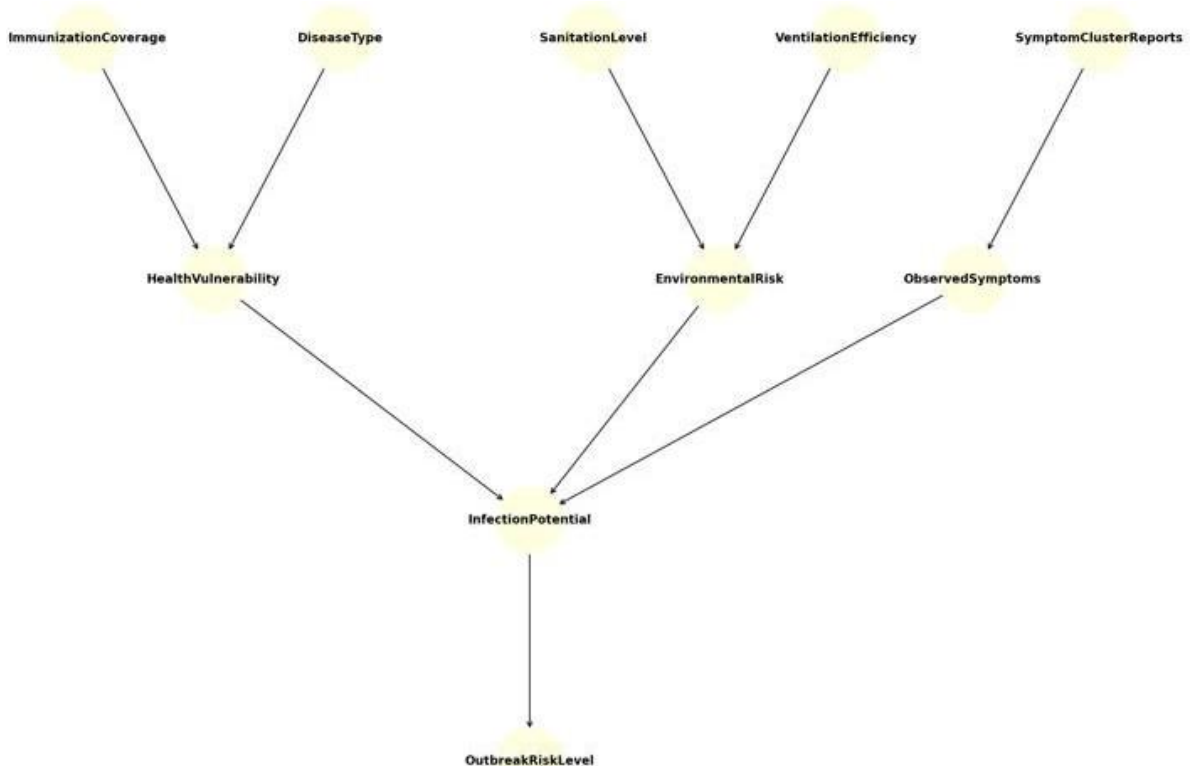 ImmunizationCoverage
DiseaseType
SanitationLevel
VentilationEfficiency
SymptomClusterReports
HealthVulnerability
EnvironmentalRisk
ObservedSymptoms
InfectionPotential
OutbreakRiskLevel